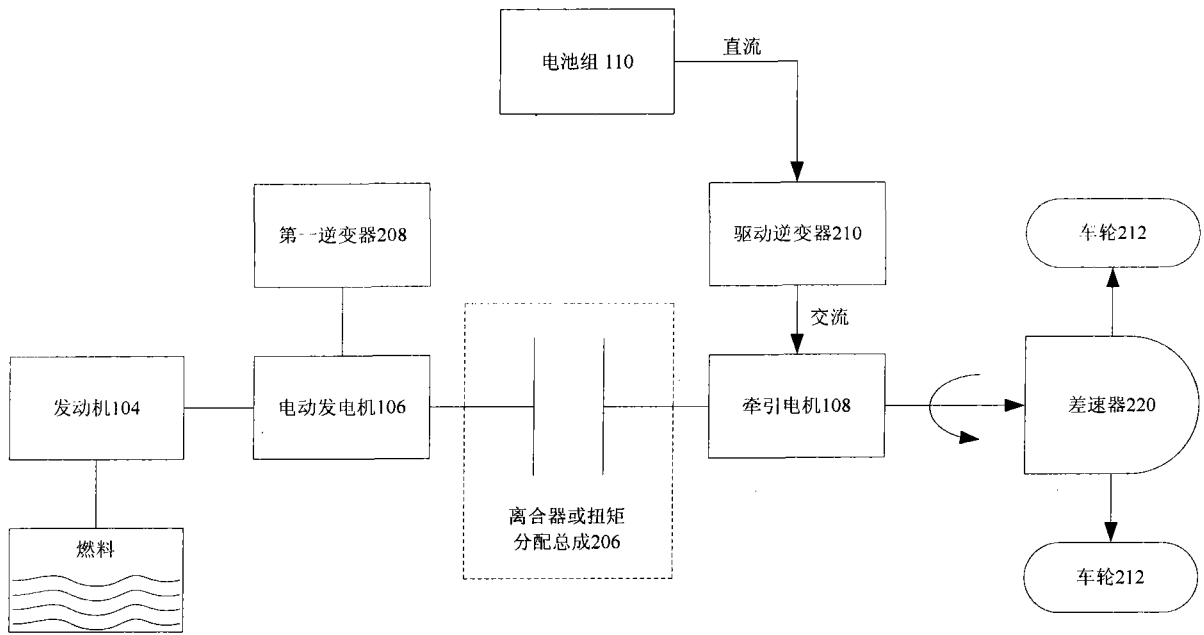 电池组 110
直流
第一逆变器208
驱动逆变器210
车轮212
交流
发动机104
电动发电机106
牵引电机108
差速器220
离合器或扭矩
分配总成206
燃料
车轮212